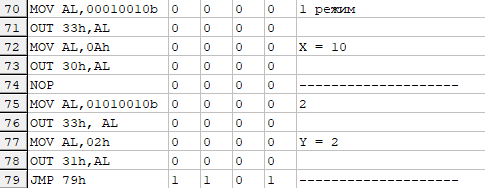 70 MOV AL,00010010b 0 0 0 0 1 режим
71 OUT 33h,AL 0 0 0 0
72 MOV AL,0Ah 0 0 0 0 X = 10
73 OUT 30h,AL 0 0 0 0
74 NOP 0 0 0 0 --------------------
75 MOV AL,01010010b 0 0 0 0 2
76 OUT 33h, AL 0 0 0 0
77 MOV AL,02h 0 0 0 0 Y = 2
78 OUT 31h,AL 0 0 0 0
79 JMP 79h 1 1 0 1 --------------------